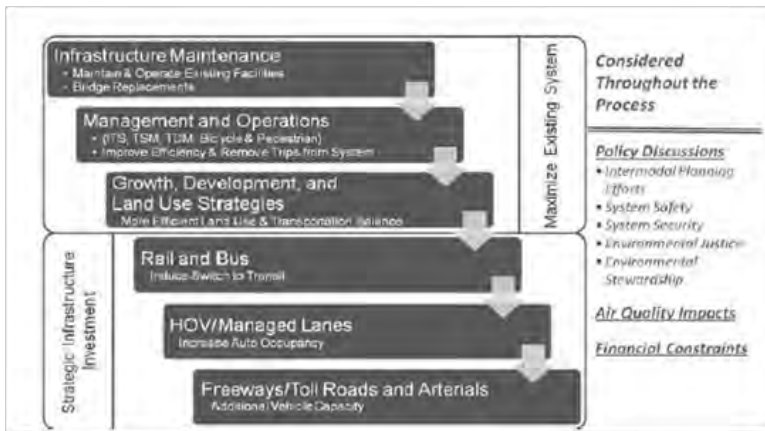 Infrastructure Maintenance
• Maintain & Operate Existing Facilities
• Bridge Replacements
Management and Operations
• (ITS, TSM, TDM, Bicycle & Pedestrian)
• Improve Efficiency & Remove Trips from System
Growth, Development, and
Land Use Strategies
More Efficient Land Use & Transportation Balance
Rail and Bus
Induce Switch to Transit
HOV/Managed Lanes
Increase Auto Occupancy
Freeways/Toll Roads and Arterials
Additional Vehicle Capacity
Maximize Existing System
Strategic Infrastructure
Investment
Considered
Throughout the
Process
Policy Discussions
▪ Intermodal Planning
Efforts
▪ System Safety
▪ System Security
▪ Environmental Justice
▪ Environmental
Stewardship
Air Quality Impacts
Financial Constraints